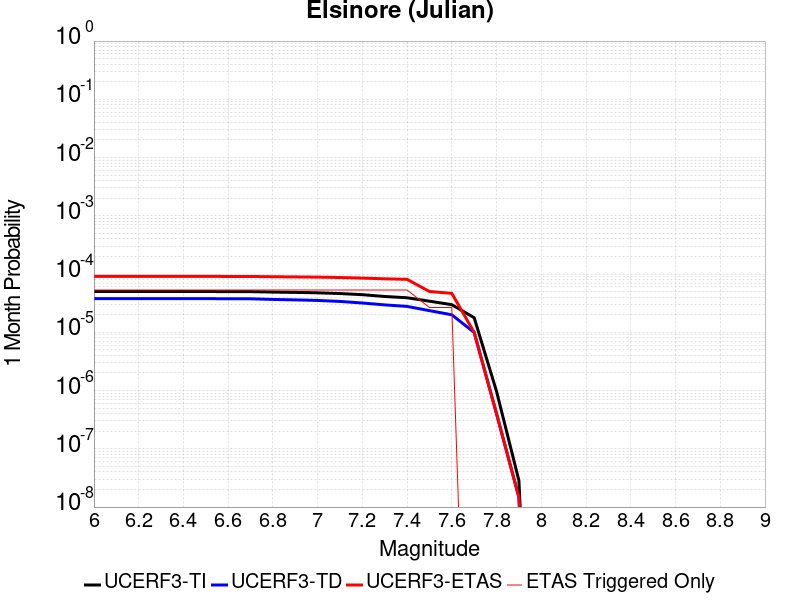 Elsinore (Julian)
10^0
10^-1
10^-2
10^-3
10^-4
10^-5
10^-6
10^-7
10^-8
1 Month Probability
6 6.2 6.4 6.6 6.8 7 7.2 7.4 7.6 7.8 8 8.2 8.4 8.6 8.8 9
Magnitude
UCERF3-TI UCERF3-TD UCERF3-ETAS ETAS Triggered Only